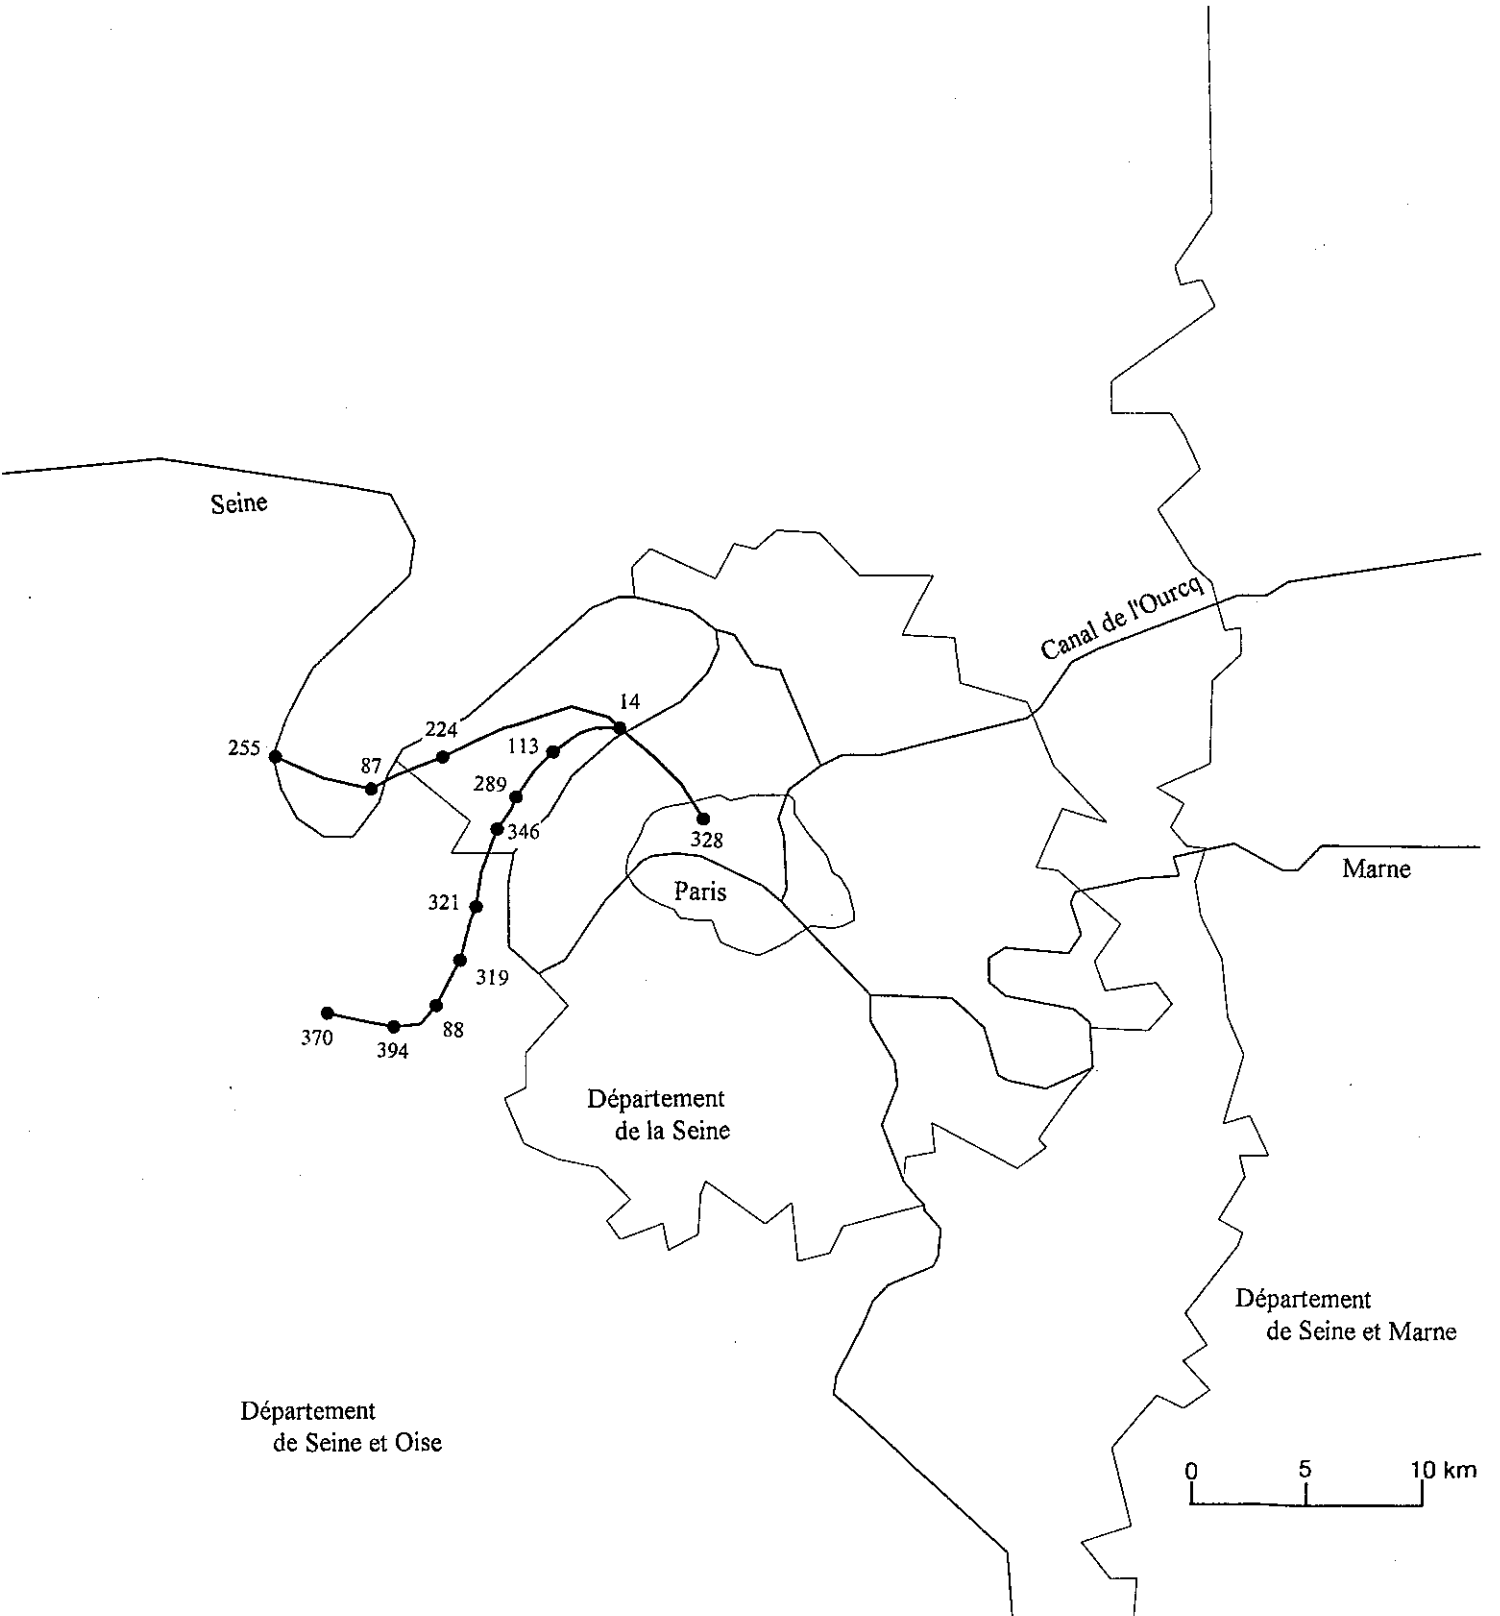 Seine
Canal de l'Ourcq
14
224
255
113
87
289
346
328
Paris
Marne
321
319
88
370
394
Département
de la Seine
Département
de Seine et Marne
Département
de Seine et Oise
0 5 10 km